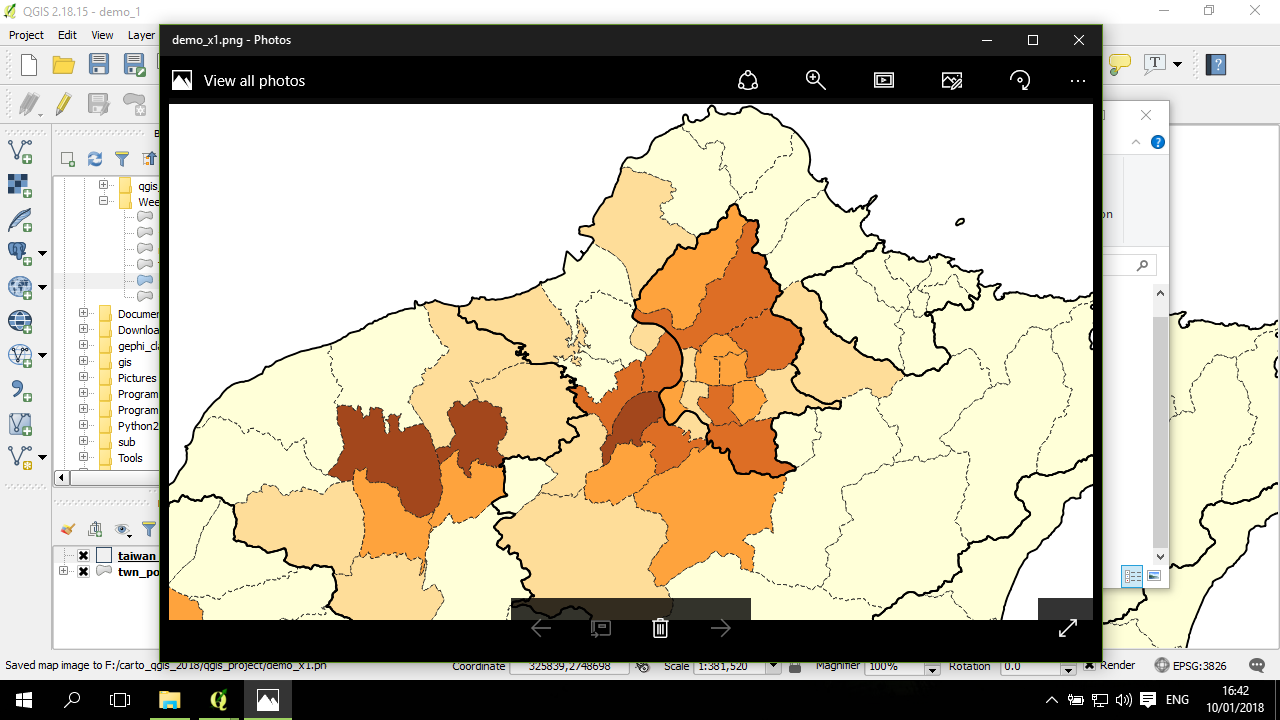 QGIS 2.18.15 - demo_1
Project Edit View Layer
demo_x1.png - Photos
View all photos
qgis_
Wee
Documen
Downloa
gephi_cl
gis
Pictures
Program
Program
Python2
sub
Tools
taiwan
twn_po
on
Saved map image to F:/carto_qgis_2018/qgis_project/demo_x1.pn
Coordinate 325839,2748698 Scale 1:381,520 Magnifier 100% Rotation 0.0 Render EPSG:3826
ENG
16:42
10/01/2018